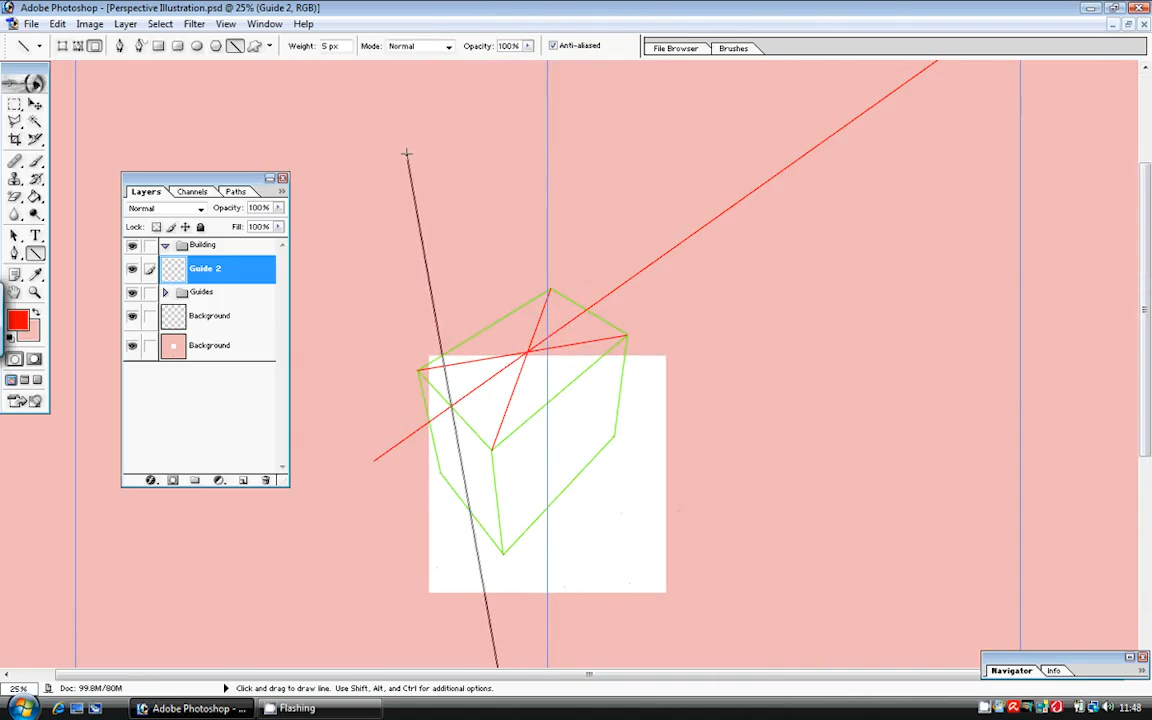 Adobe Photoshop - [Perspective Illustration.psd @ 25% (Guide 2, RGB)]
File Edit Image Layer Select Filter View Window Help
Weight: 5 px Mode: Normal Opacity: 100% Anti-aliased File Browser Brushes
Layers Channels Paths
Normal Opacity: 100%
Lock: Fill: 100%
Building
Guide 2
Guides
Background
Background
Navigator Info
25% Doc: 99.8M/80M Click and drag to draw line. Use Shift, Alt, and Ctrl for additional options.
Adobe Photoshop - ... Flashing 11:48